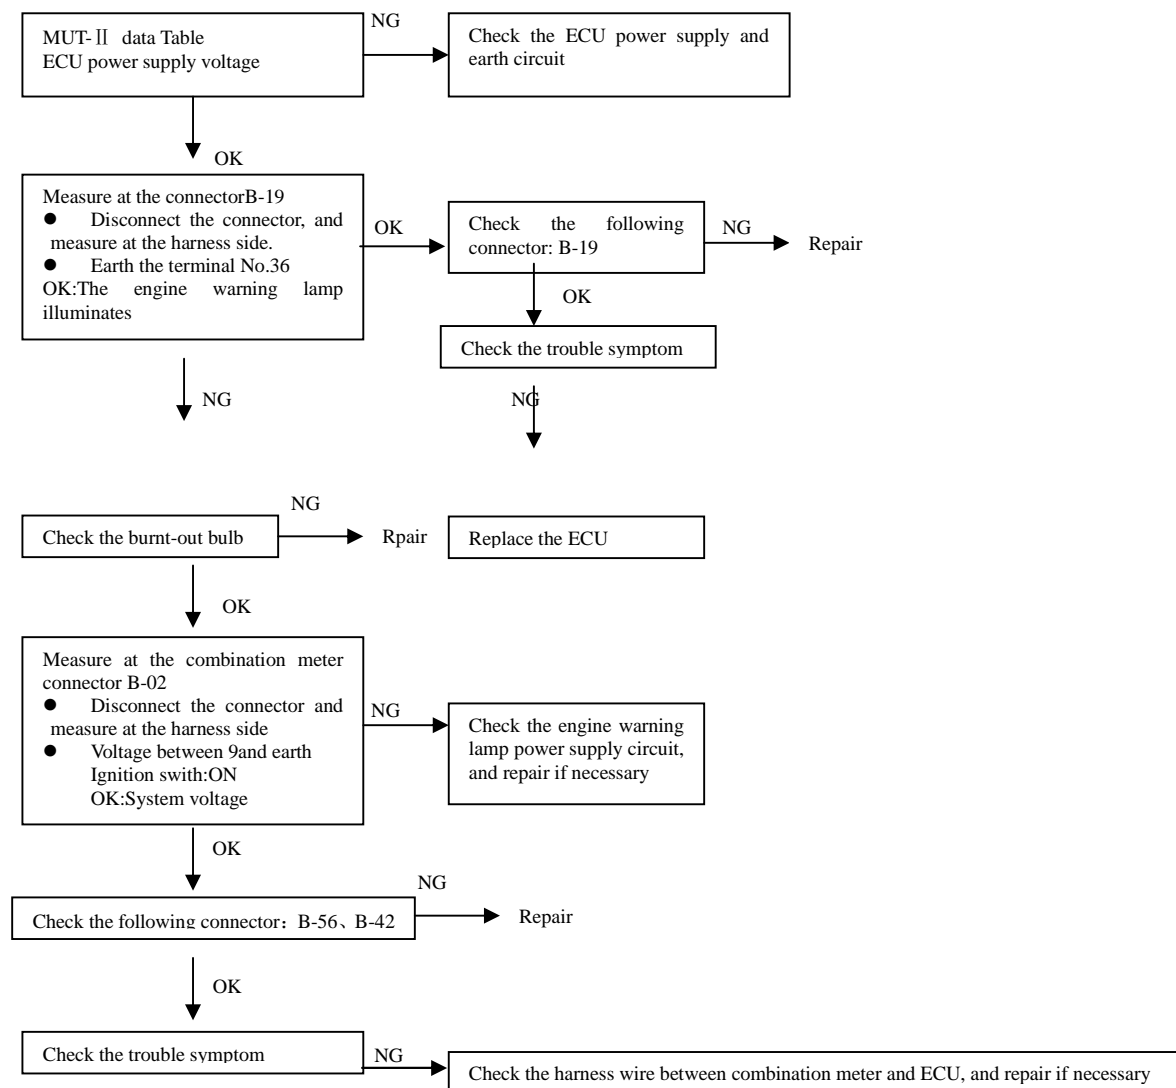 NG
MUT-Ⅱ data Table
ECU power supply voltage
Check the ECU power supply and
earth circuit
OK
Measure at the connectorB-19
● Disconnect the connector, and
measure at the harness side.
● Earth the terminal No.36
OK:The engine warning lamp
illuminates
OK
Check the following
connector: B-19
NG
Repair
OK
Check the trouble symptom
NG
NG
Check the burnt-out bulb
NG
Rpair
Replace the ECU
OK
Measure at the combination meter
connector B-02
● Disconnect the connector and
measure at the harness side
● Voltage between 9and earth
Ignition swith:ON
OK:System voltage
NG
Check the engine warning
lamp power supply circuit,
and repair if necessary
OK
NG
Check the following connector：B-56、B-42
Repair
OK
Check the trouble symptom
NG
Check the harness wire between combination meter and ECU, and repair if necessary